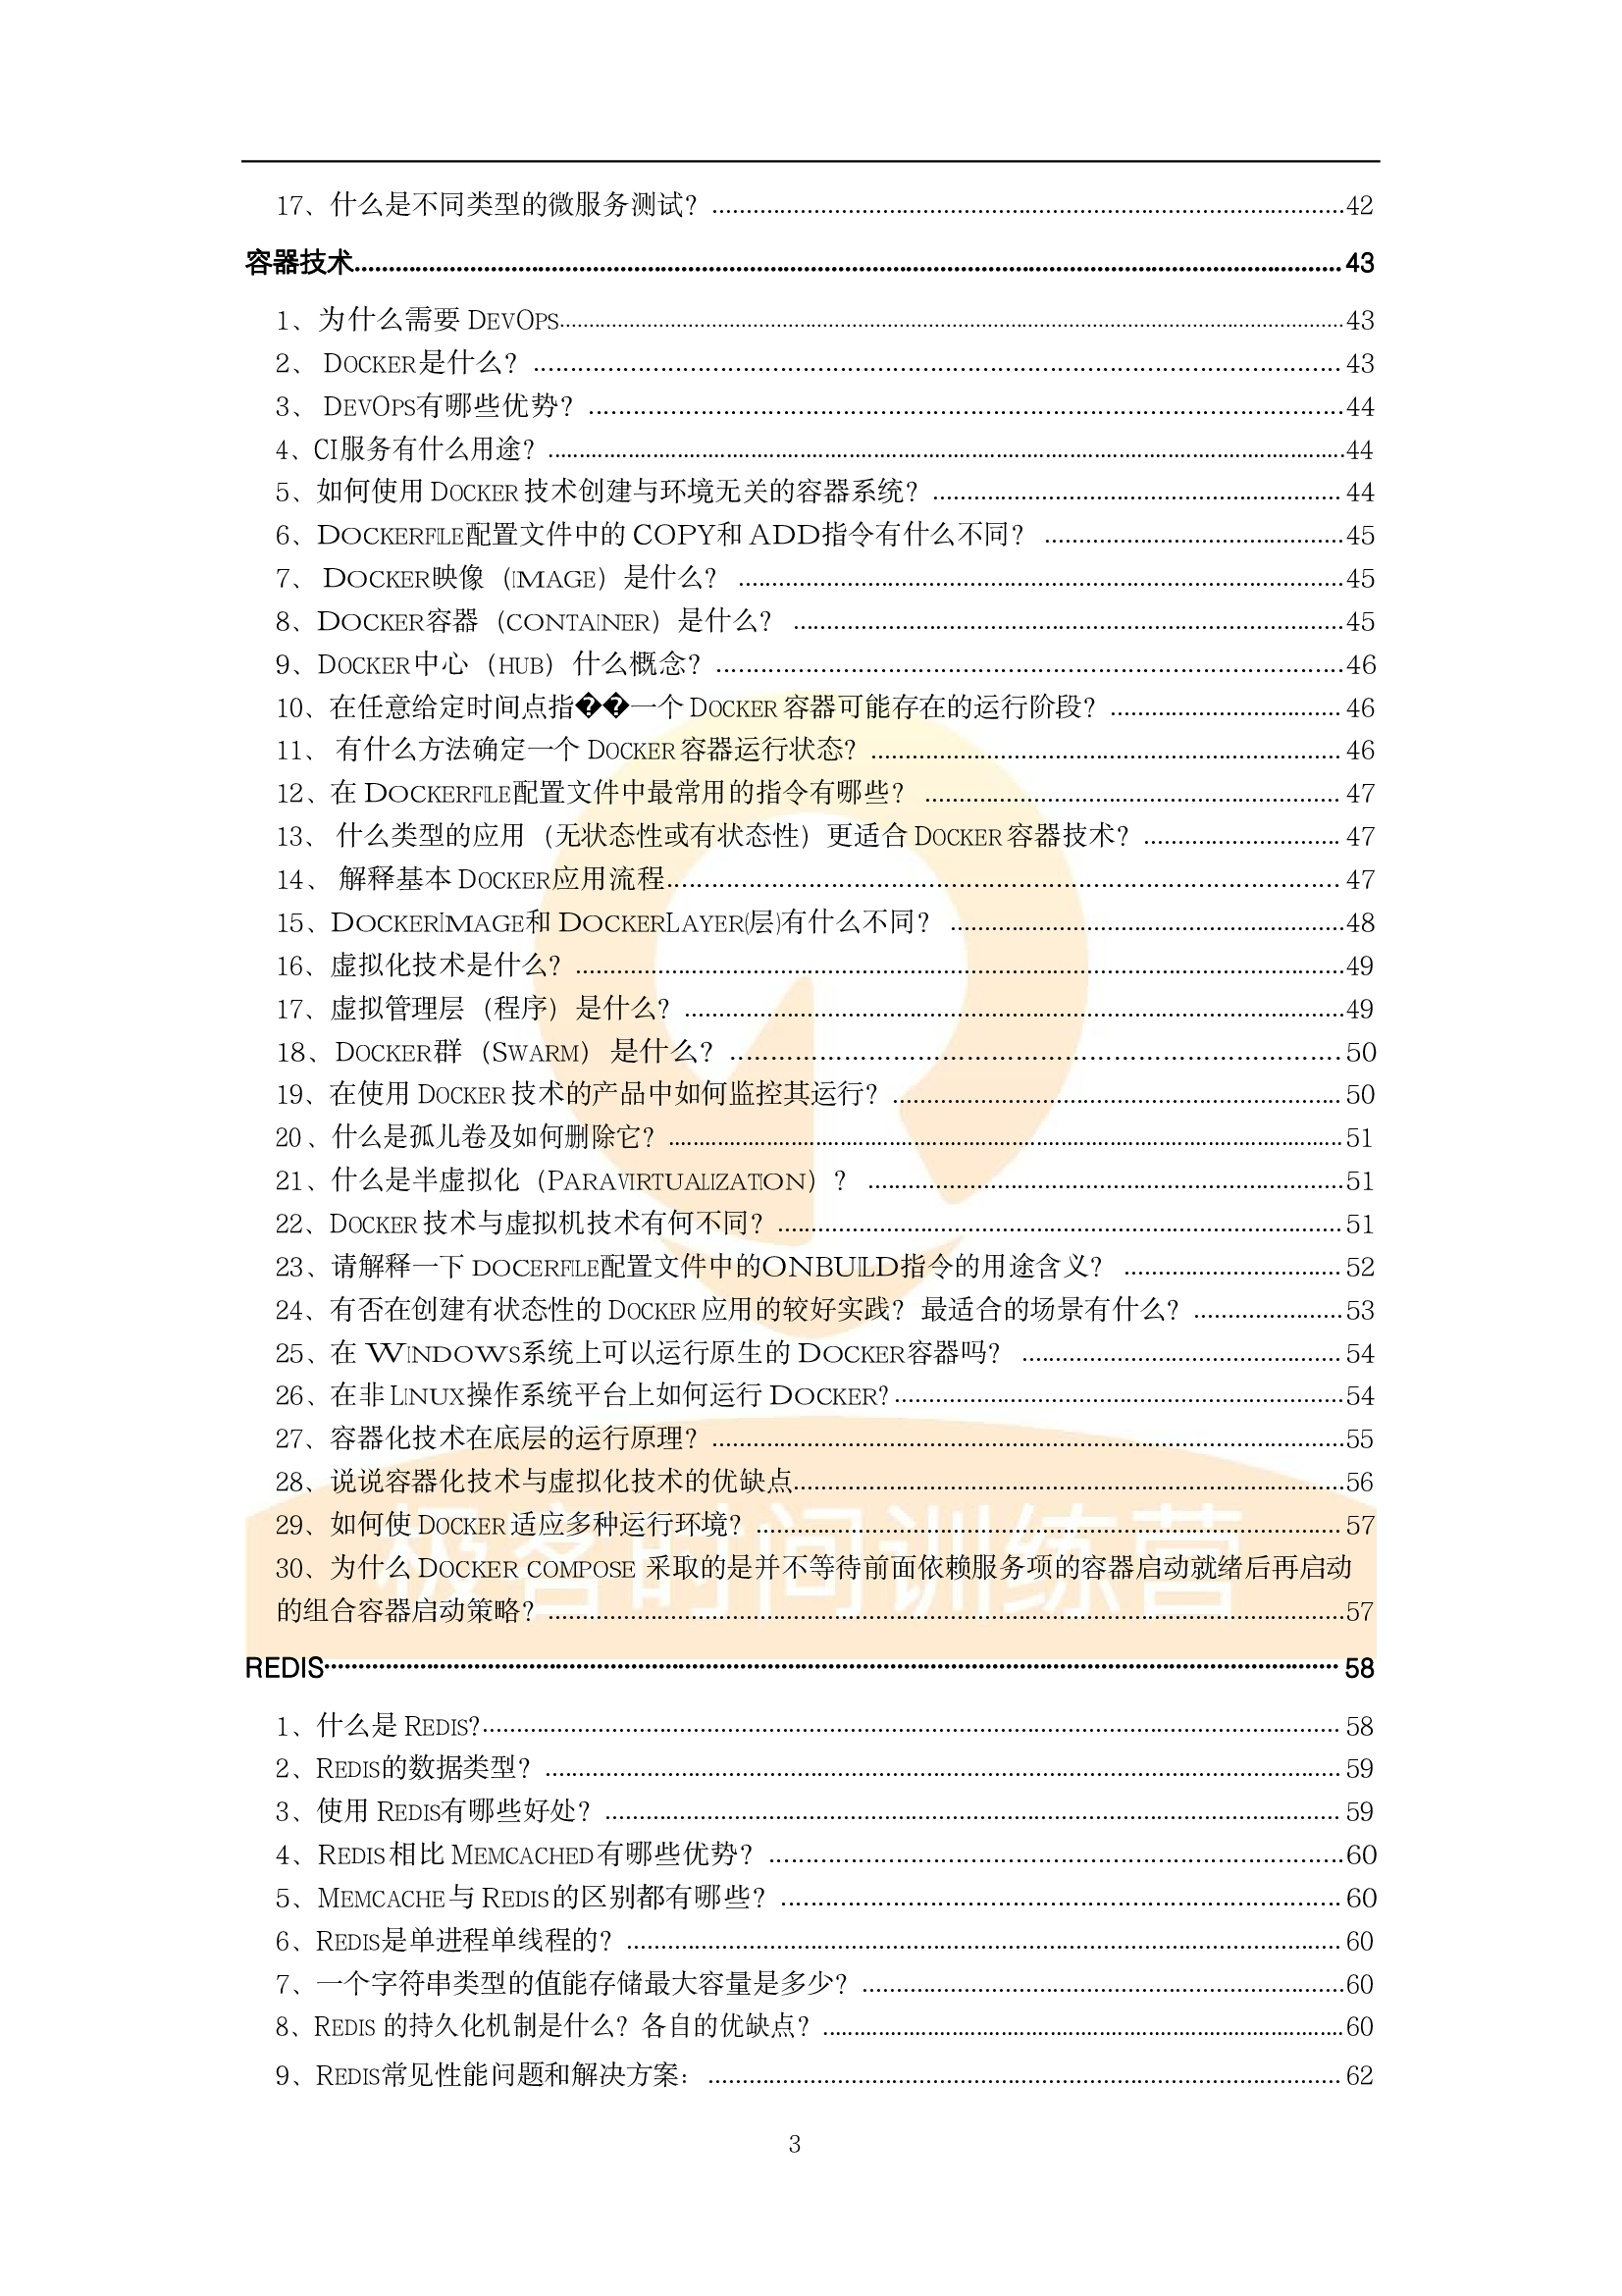 17、什么是不同类型的微服务测试？ ........ 42
容器技术........ 43
1、为什么需要 DEVOPS........ 43
2、 DOCKER是什么？ ........ 43
3、 DEVOPS有哪些优势？ ........ 44
4、CI服务有什么用途？ ........ 44
5、如何使用 DOCKER 技术创建与环境无关的容器系统？ ........ 44
6、DOCKERFILE配置文件中的 COPY和 ADD指令有什么不同？ ........ 45
7、 DOCKER映像（IMAGE）是什么？ ........ 45
8、DOCKER容器（CONTAINER）是什么？ ........ 45
9、DOCKER中心（HUB）什么概念？ ........ 46
10、在任意给定时间点指��一个 DOCKER 容器可能存在的运行阶段？ ........ 46
11、 有什么方法确定一个 DOCKER 容器运行状态？ ........ 46
12、在 DOCKERFILE配置文件中最常用的指令有哪些？ ........ 47
13、 什么类型的应用（无状态性或有状态性）更适合 DOCKER 容器技术？ ........ 47
14、 解释基本 DOCKER应用流程........ 47
15、DOCKERIMAGE和 DOCKERLAYER(层)有什么不同？ ........ 48
16、虚拟化技术是什么？ ........ 49
17、虚拟管理层（程序）是什么？ ........ 49
18、DOCKER群（SWARM）是什么？ ........ 50
19、在使用 DOCKER 技术的产品中如何监控其运行？ ........ 50
20、什么是孤儿卷及如何删除它？ ........ 51
21、什么是半虚拟化（PARAVIRTUALIZATION）？ ........ 51
22、DOCKER 技术与虚拟机技术有何不同？ ........ 51
23、请解释一下 DOCERFILE配置文件中的ONBUILD指令的用途含义？ ........ 52
24、有否在创建有状态性的 DOCKER 应用的较好实践？最适合的场景有什么？ ........ 53
25、在 WINDOWS系统上可以运行原生的 DOCKER容器吗？ ........ 54
26、在非 LINUX操作系统平台上如何运行 DOCKER？ ........ 54
27、容器化技术在底层的运行原理？ ........ 55
28、说说容器化技术与虚拟化技术的优缺点........ 56
29、如何使 DOCKER 适应多种运行环境？ ........ 57
30、为什么 DOCKER COMPOSE 采取的是并不等待前面依赖服务项的容器启动就绪后再启动
的组合容器启动策略？ ........ 57
极客时间训练营
REDIS........ 58
1、什么是 REDIS？ ........ 58
2、REDIS的数据类型？ ........ 59
3、使用 REDIS有哪些好处？ ........ 59
4、REDIS相比 MEMCACHED有哪些优势？ ........ 60
5、MEMCACHE与 REDIS的区别都有哪些？ ........ 60
6、REDIS是单进程单线程的？ ........ 60
7、一个字符串类型的值能存储最大容量是多少？ ........ 60
8、REDIS 的持久化机制是什么？各自的优缺点？ ........ 60
9、REDIS常见性能问题和解决方案： ........ 62
3